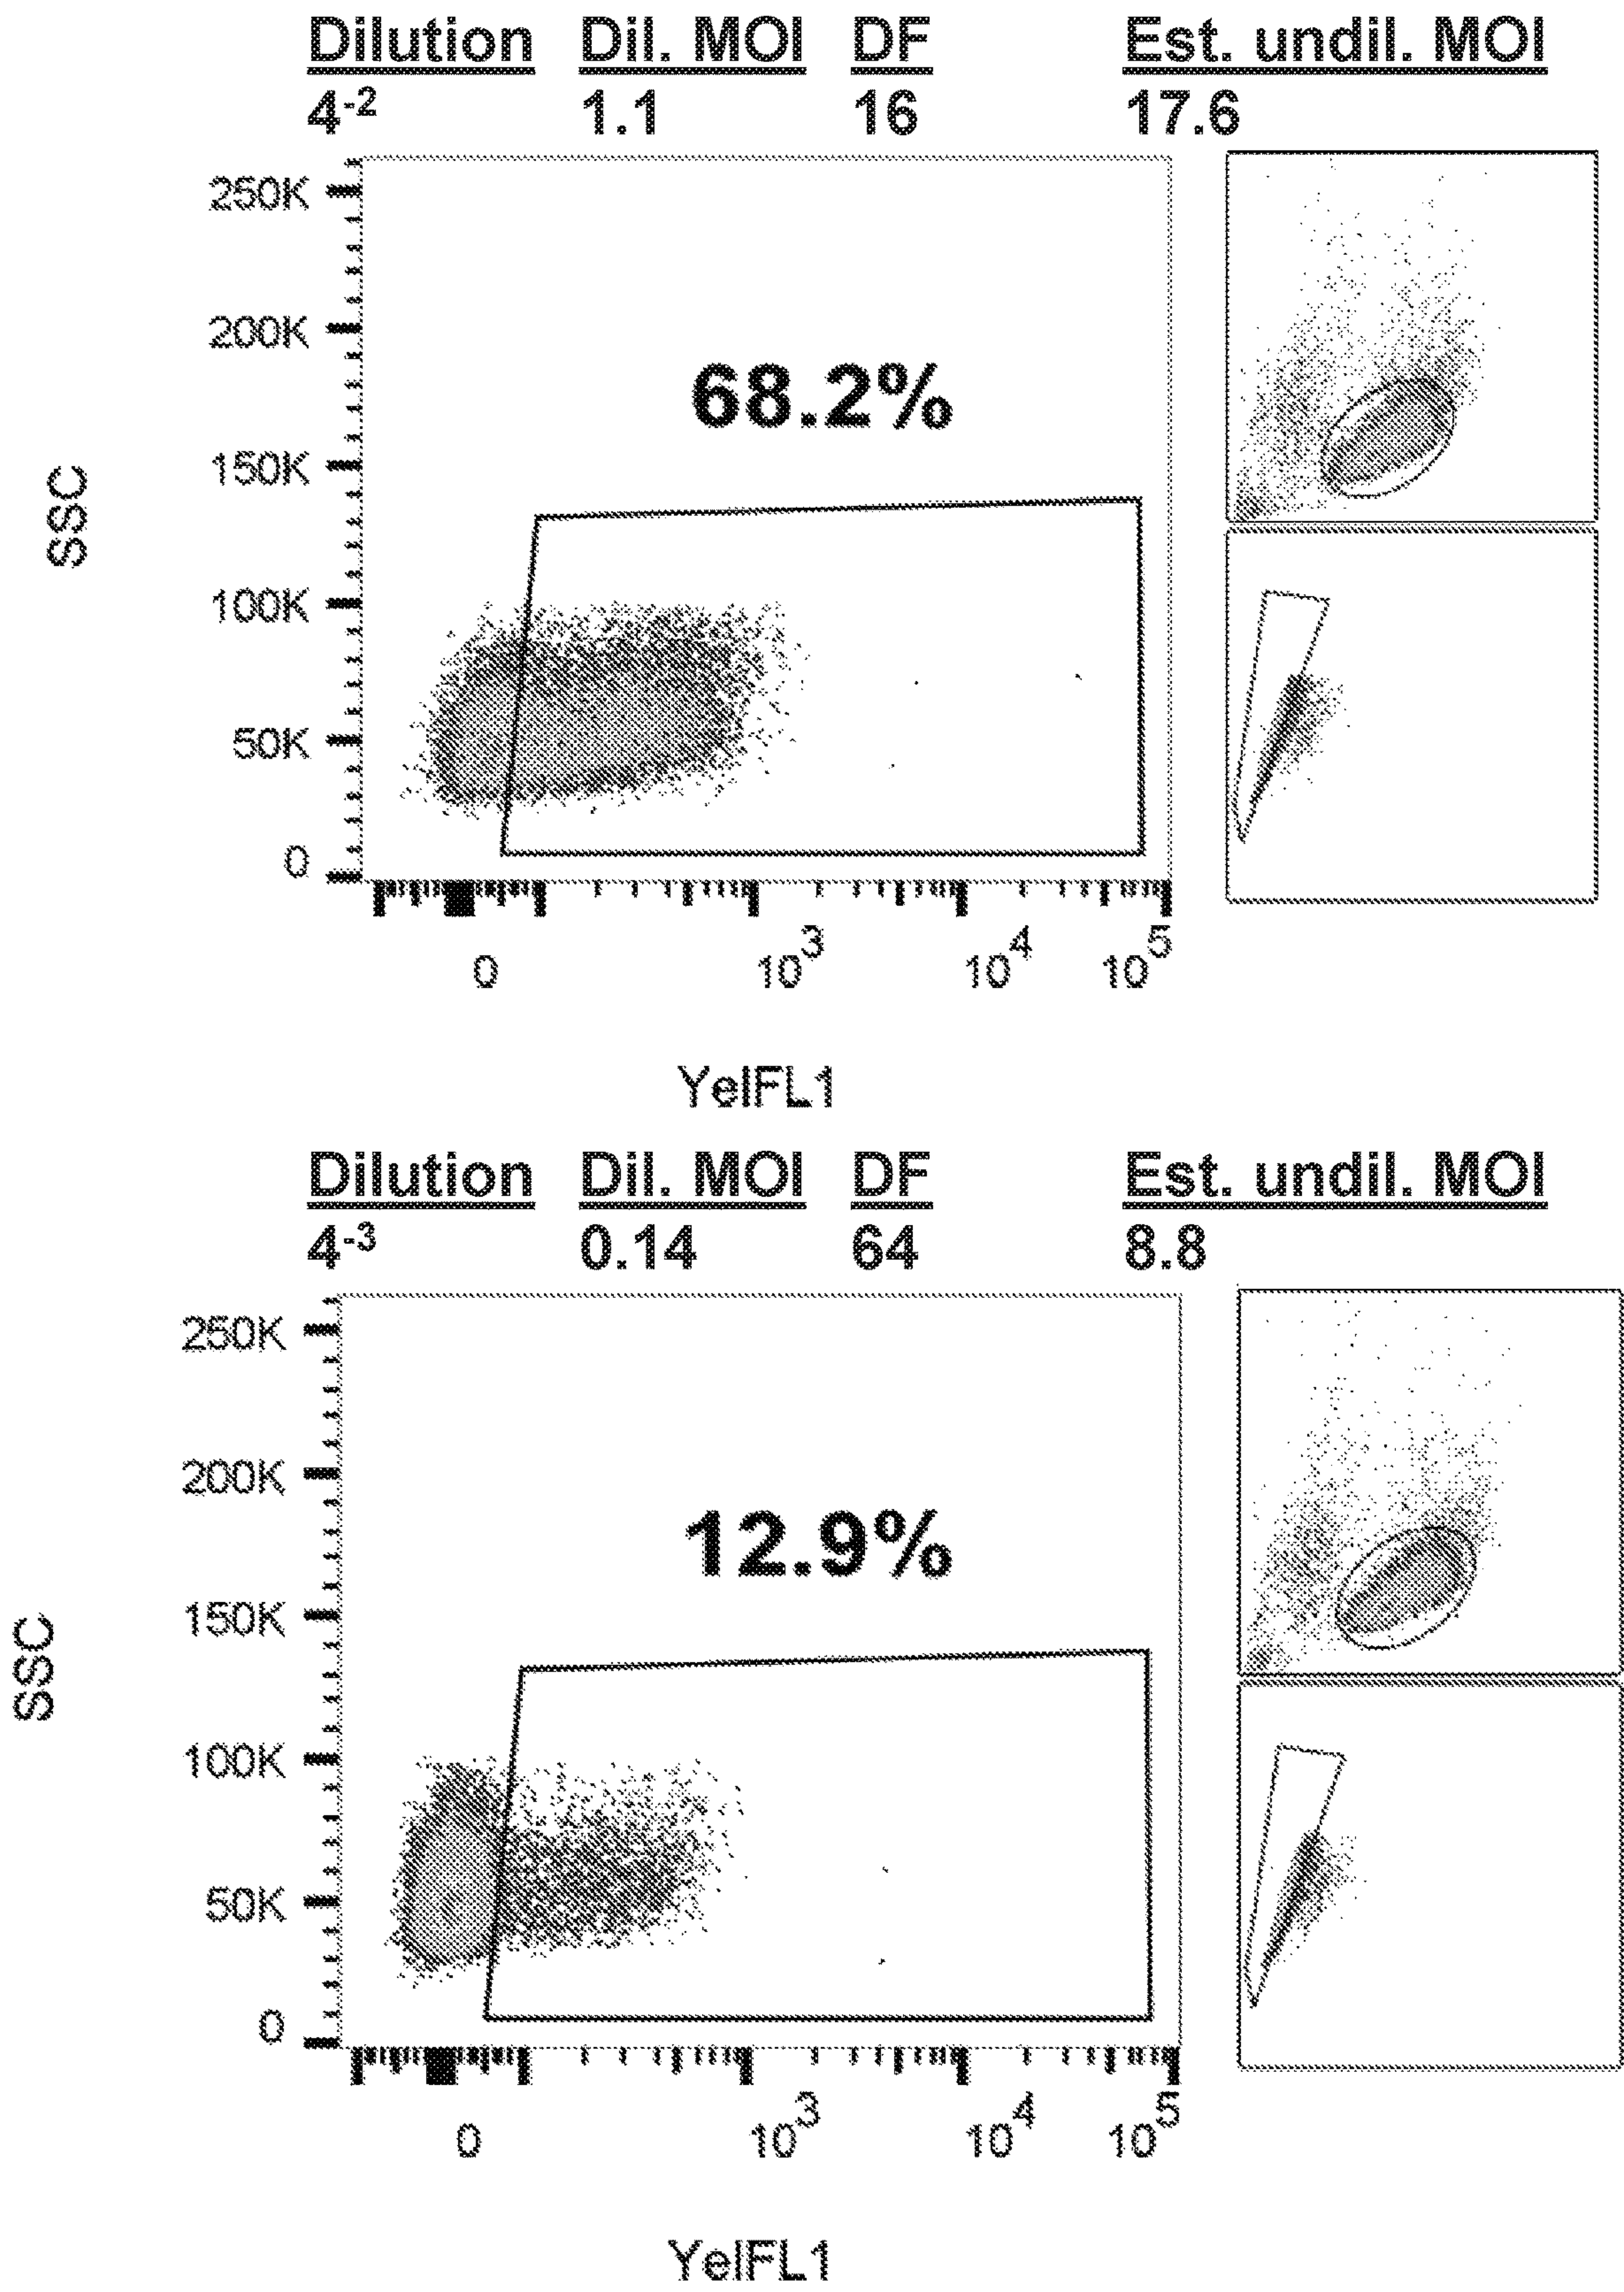 Dilution Dil. MOI DF Est. undil. MOI
4⁻² 1.1 16 17.6
250K
200K
68.2%
150K
SSC
100K
50K
0
0 10³ 10⁴ 10⁵
YelFL1
Dilution Dil. MOI DF Est. undil. MOI
4⁻³ 0.14 64 8.8
250K
200K
12.9%
150K
SSC
100K
50K
0
0 10³ 10⁴ 10⁵
YelFL1